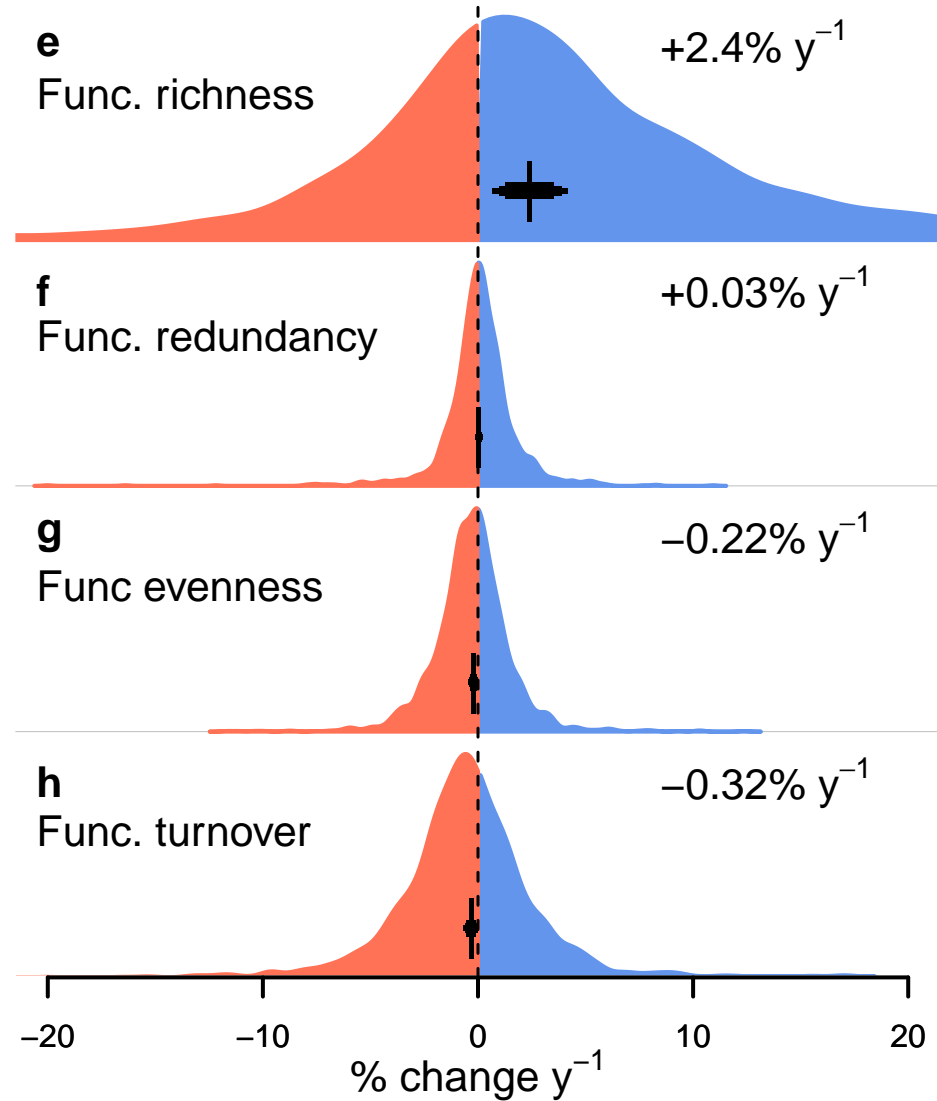 e
+2.4% y⁻¹
Func. richness
f
+0.03% y⁻¹
Func. redundancy
g
−0.22% y⁻¹
Func evenness
h
−0.32% y⁻¹
Func. turnover
−20 −10 0 10 20
% change y⁻¹